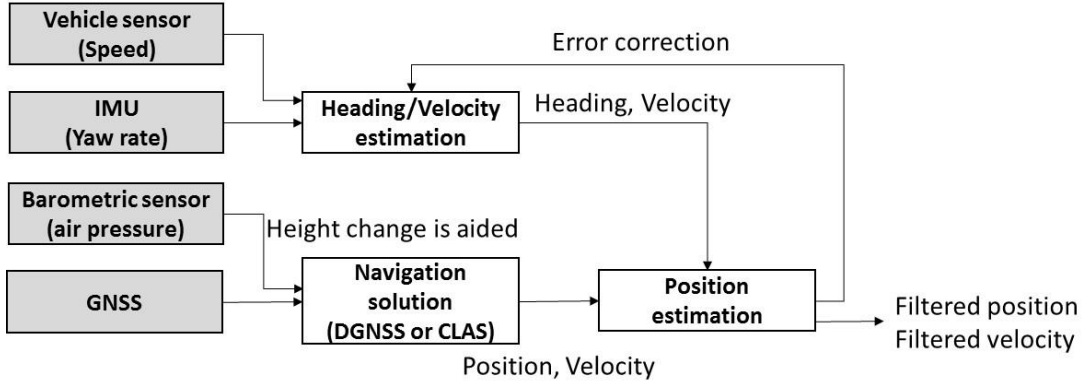 Vehicle sensor
(Speed)
Error correction
IMU
(Yaw rate)
Heading/Velocity
estimation
Heading, Velocity
Barometric sensor
(air pressure)
Height change is aided
GNSS
Navigation
solution
(DGNSS or CLAS)
Position
estimation
Filtered position
Filtered velocity
Position, Velocity